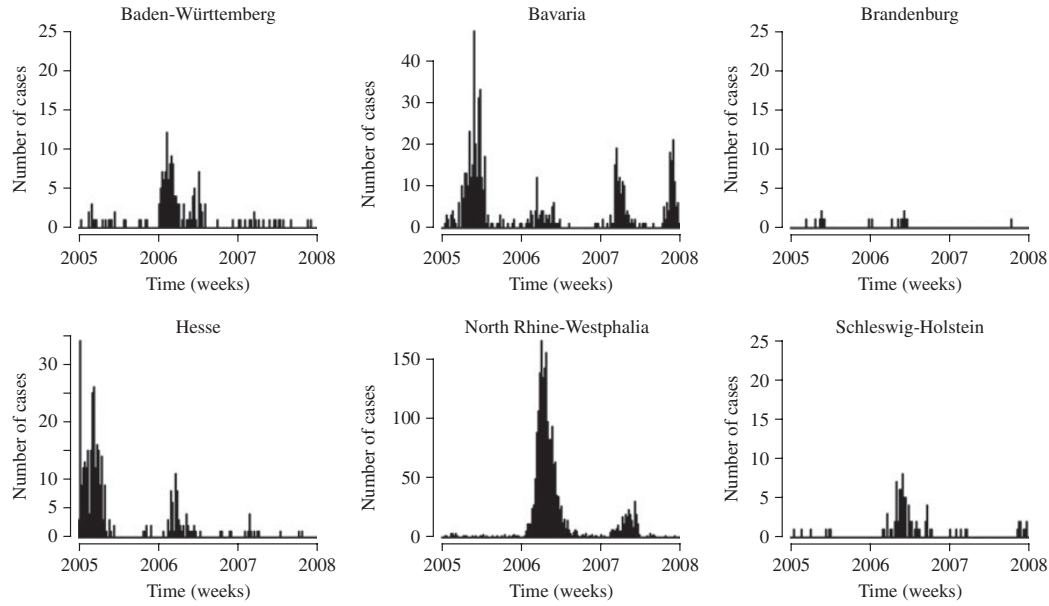 Baden-Württemberg
Number of cases
25
20
15
10
5
0
2005 2006 2007 2008
Time (weeks)
Bavaria
Number of cases
40
30
20
10
0
2005 2006 2007 2008
Time (weeks)
Brandenburg
Number of cases
25
20
15
10
5
0
2005 2006 2007 2008
Time (weeks)
Hesse
Number of cases
30
20
10
5
0
2005 2006 2007 2008
Time (weeks)
North Rhine-Westphalia
Number of cases
150
100
50
0
2005 2006 2007 2008
Time (weeks)
Schleswig-Holstein
Number of cases
25
20
15
10
5
0
2005 2006 2007 2008
Time (weeks)